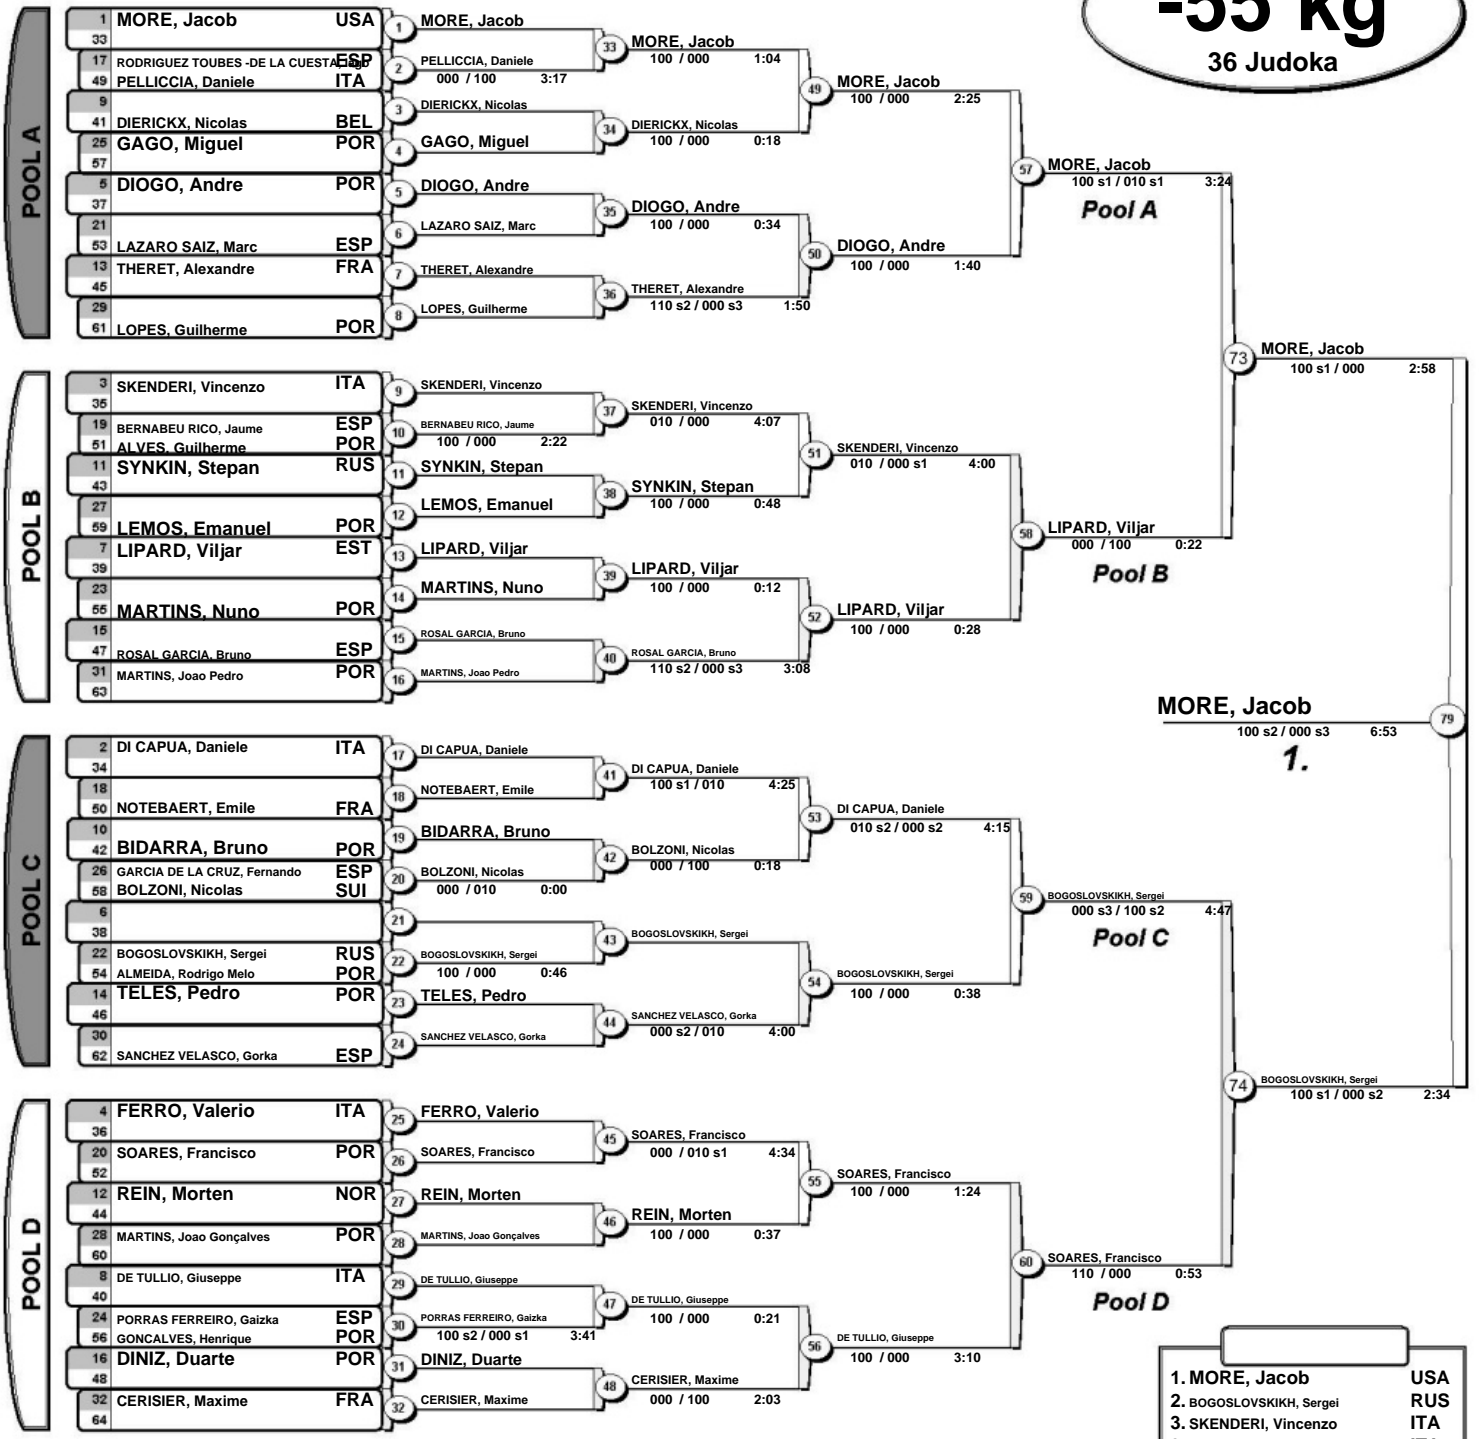 -55 kg
36 Judoka
POOL A
1 MORE, Jacob USA
33
17 RODRIGUEZ TOUBES -DE LA CUESTA, ESP
49 PELLICCIA, Daniele ITA
9
41 DIERICKX, Nicolas BEL
25 GAGO, Miguel POR
57
5 DIOGO, Andre POR
37
21
53 LAZARO SAIZ, Marc ESP
13 THERET, Alexandre FRA
45
29
61 LOPES, Guilherme POR
1 MORE, Jacob
2 PELLICCIA, Daniele
000 / 100 3:17
3 DIERICKX, Nicolas
4 GAGO, Miguel
5 DIOGO, Andre
6 LAZARO SAIZ, Marc
7 THERET, Alexandre
8 LOPES, Guilherme
33 MORE, Jacob
100 / 000 1:04
34 DIERICKX, Nicolas
100 / 000 0:18
35 DIOGO, Andre
100 / 000 0:34
36 THERET, Alexandre
110 s2 / 000 s3 1:50
49 MORE, Jacob
100 / 000 2:25
50 DIOGO, Andre
100 / 000 1:40
57 MORE, Jacob
100 s1 / 010 s1 3:24
Pool A
POOL B
3 SKENDERI, Vincenzo ITA
35
19 BERNABEU RICO, Jaume ESP
51 ALVES, Guilherme POR
11 SYNKIN, Stepan RUS
43
27
59 LEMOS, Emanuel POR
7 LIPARD, Viljar EST
39
23
55 MARTINS, Nuno POR
15
47 ROSAL GARCIA, Bruno ESP
31 MARTINS, Joao Pedro POR
63
9 SKENDERI, Vincenzo
10 BERNABEU RICO, Jaume
100 / 000 2:22
11 SYNKIN, Stepan
12 LEMOS, Emanuel
13 LIPARD, Viljar
14 MARTINS, Nuno
15 ROSAL GARCIA, Bruno
16 MARTINS, Joao Pedro
37 SKENDERI, Vincenzo
010 / 000 4:07
38 SYNKIN, Stepan
100 / 000 0:48
39 LIPARD, Viljar
100 / 000 0:12
40 ROSAL GARCIA, Bruno
110 s2 / 000 s3 3:08
51 SKENDERI, Vincenzo
010 / 000 s1 4:00
52 LIPARD, Viljar
100 / 000 0:28
58 LIPARD, Viljar
000 / 100 0:22
Pool B
73 MORE, Jacob
100 s1 / 000 2:58
MORE, Jacob 79
100 s2 / 000 s3 6:53
1.
POOL C
2 DI CAPUA, Daniele ITA
34
18
50 NOTEBAERT, Emile FRA
10
42 BIDARRA, Bruno POR
26 GARCIA DE LA CRUZ, Fernando ESP
58 BOLZONI, Nicolas SUI
6
38
22 BOGOSLOVSKIKH, Sergei RUS
54 ALMEIDA, Rodrigo Melo POR
14 TELES, Pedro POR
46
30
62 SANCHEZ VELASCO, Gorka ESP
17 DI CAPUA, Daniele
18 NOTEBAERT, Emile
19 BIDARRA, Bruno
20 BOLZONI, Nicolas
000 / 010 0:00
21
22 BOGOSLOVSKIKH, Sergei
100 / 000 0:46
23 TELES, Pedro
24 SANCHEZ VELASCO, Gorka
41 DI CAPUA, Daniele
100 s1 / 010 4:25
42 BOLZONI, Nicolas
000 / 100 0:18
43 BOGOSLOVSKIKH, Sergei
44 SANCHEZ VELASCO, Gorka
000 s2 / 010 4:00
53 DI CAPUA, Daniele
010 s2 / 000 s2 4:15
54 BOGOSLOVSKIKH, Sergei
100 / 000 0:38
59 BOGOSLOVSKIKH, Sergei
000 s3 / 100 s2 4:47
Pool C
POOL D
4 FERRO, Valerio ITA
36
20 SOARES, Francisco POR
52
12 REIN, Morten NOR
44
28 MARTINS, Joao Gonçalves POR
60
8 DE TULLIO, Giuseppe ITA
40
24 PORRAS FERREIRO, Gaizka ESP
56 GONCALVES, Henrique POR
16 DINIZ, Duarte POR
48
32 CERISIER, Maxime FRA
64
25 FERRO, Valerio
26 SOARES, Francisco
27 REIN, Morten
28 MARTINS, Joao Gonçalves
29 DE TULLIO, Giuseppe
30 PORRAS FERREIRO, Gaizka
100 s2 / 000 s1 3:41
31 DINIZ, Duarte
32 CERISIER, Maxime
45 SOARES, Francisco
000 / 010 s1 4:34
46 REIN, Morten
100 / 000 0:37
47 DE TULLIO, Giuseppe
100 / 000 0:21
48 CERISIER, Maxime
000 / 100 2:03
55 SOARES, Francisco
100 / 000 1:24
56 DE TULLIO, Giuseppe
100 / 000 3:10
60 SOARES, Francisco
110 / 000 0:53
Pool D
74 BOGOSLOVSKIKH, Sergei
100 s1 / 000 s2 2:34
1. MORE, Jacob USA
2. BOGOSLOVSKIKH, Sergei RUS
3. SKENDERI, Vincenzo ITA